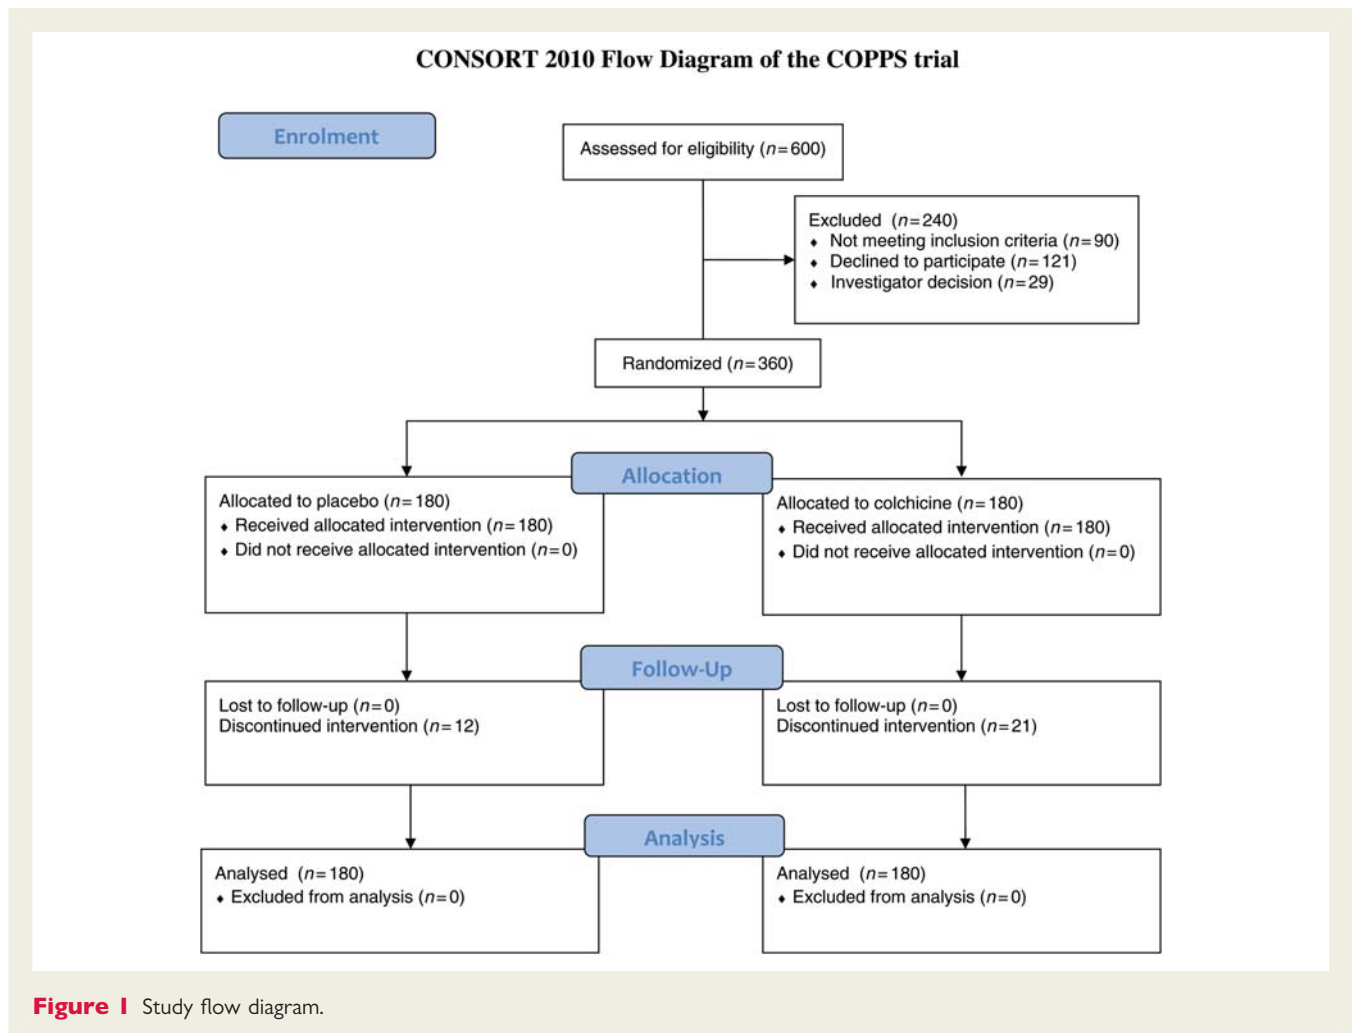 CONSORT 2010 Flow Diagram of the COPPS trial
Enrolment
Assessed for eligibility (n=600)
Excluded (n=240)
♦ Not meeting inclusion criteria (n=90)
♦ Declined to participate (n=121)
♦ Investigator decision (n=29)
Randomized (n=360)
Allocation
Allocated to placebo (n=180)
♦ Received allocated intervention (n=180)
♦ Did not receive allocated intervention (n=0)
Allocated to colchicine (n=180)
♦ Received allocated intervention (n=180)
♦ Did not receive allocated intervention (n=0)
Follow-Up
Lost to follow-up (n=0)
Discontinued intervention (n=12)
Lost to follow-up (n=0)
Discontinued intervention (n=21)
Analysis
Analysed (n=180)
♦ Excluded from analysis (n=0)
Analysed (n=180)
♦ Excluded from analysis (n=0)
Figure 1 Study flow diagram.